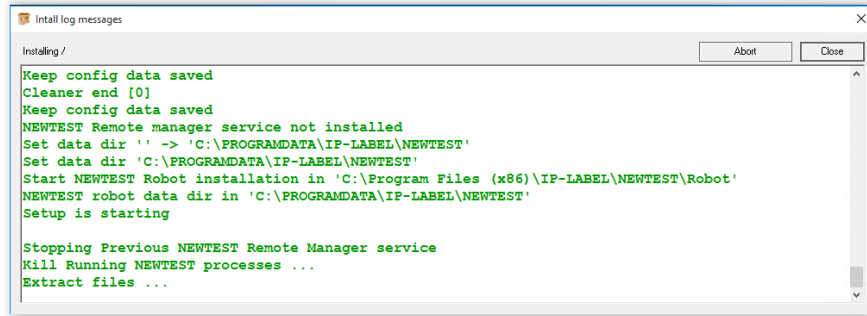 Intall log messages
Installing /
Abort
Close
Keep config data saved
Cleaner end [0]
Keep config data saved
NEWTEST Remote manager service not installed
Set data dir '' -> 'C:\PROGRAMDATA\IP-LABEL\NEWTEST'
Set data dir 'C:\PROGRAMDATA\IP-LABEL\NEWTEST'
Start NEWTEST Robot installation in 'C:\Program Files (x86)\IP-LABEL\NEWTEST\Robot'
NEWTEST robot data dir in 'C:\PROGRAMDATA\IP-LABEL\NEWTEST'
Setup is starting
Stopping Previous NEWTEST Remote Manager service
Kill Running NEWTEST processes ...
Extract files ...